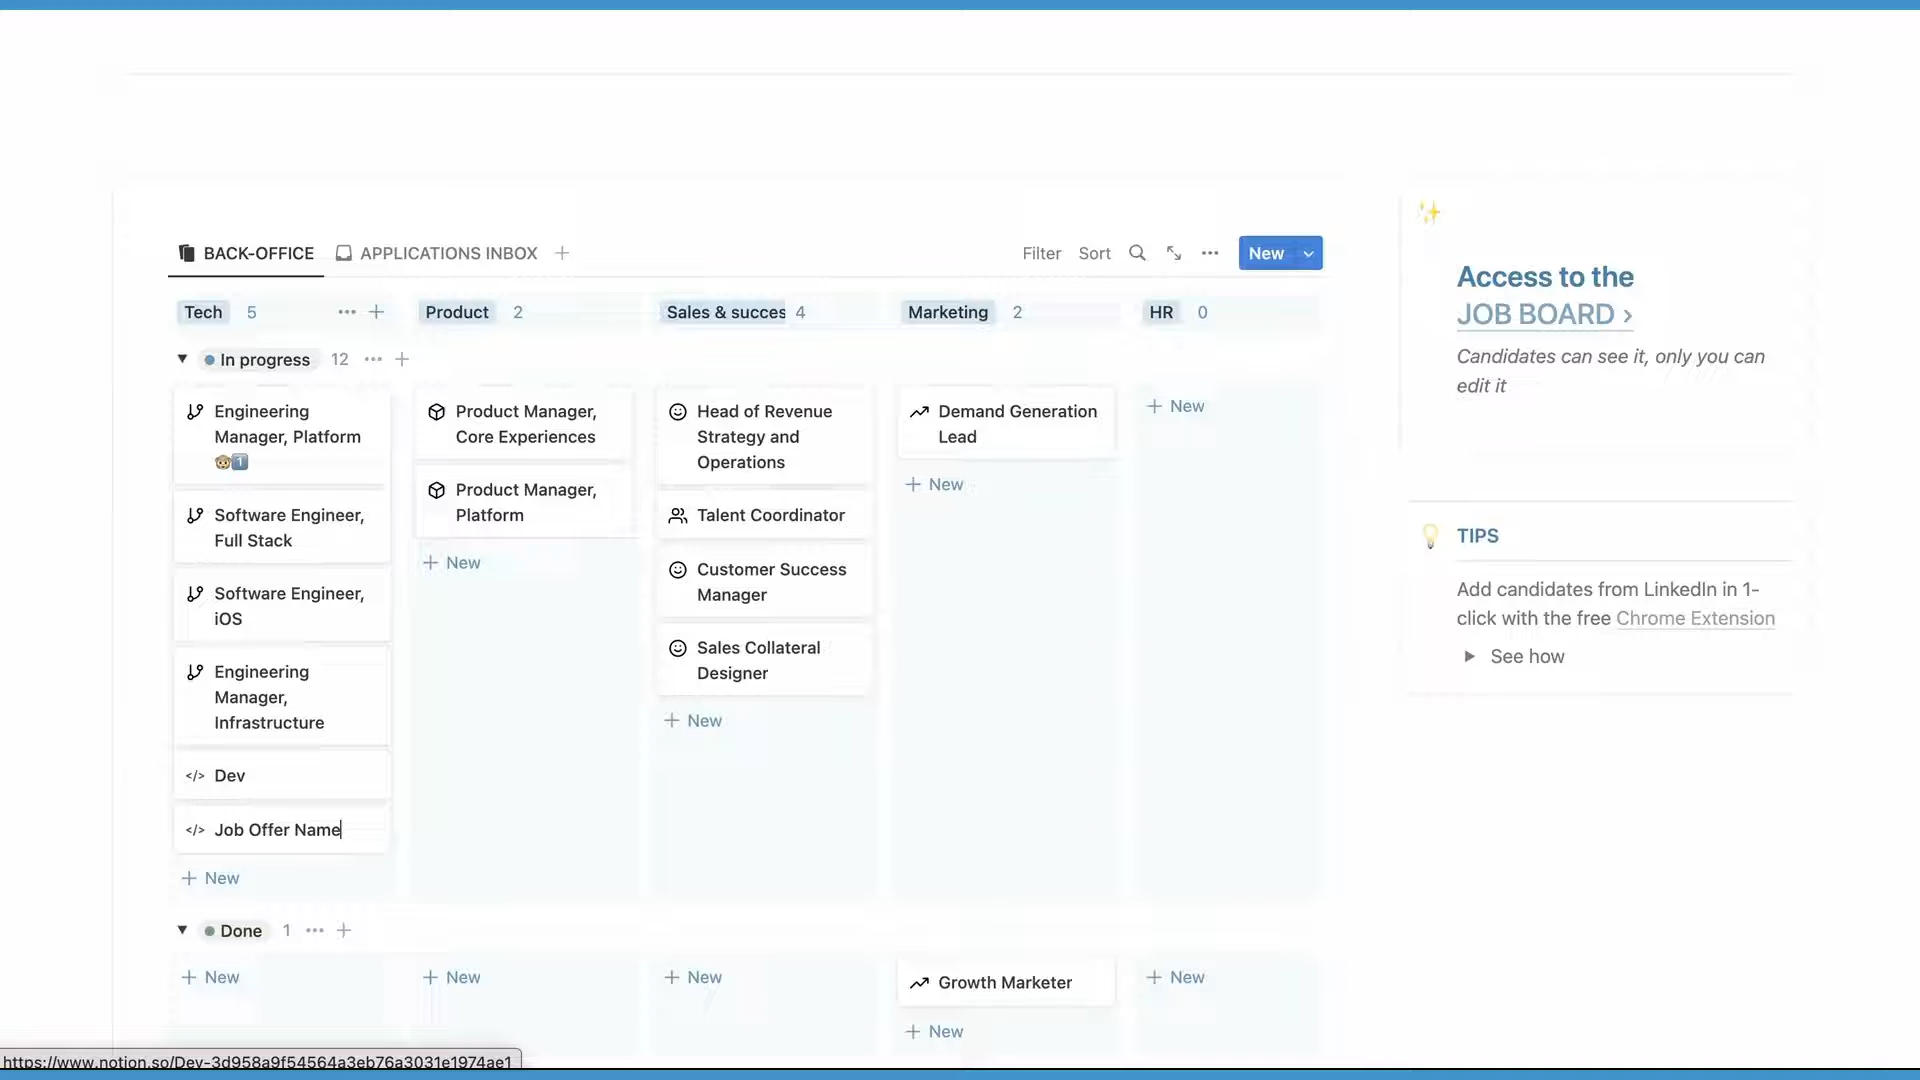 BACK-OFFICE APPLICATIONS INBOX
Filter Sort New
Tech 5 Product 2 Sales & succes 4 Marketing 2 HR 0
In progress 12
Engineering
Manager, Platform
🐵1️⃣
Software Engineer,
Full Stack
Software Engineer,
iOS
Engineering
Manager,
Infrastructure
</> Dev
</> Job Offer Name
+ New
Product Manager,
Core Experiences
Product Manager,
Platform
+ New
Head of Revenue
Strategy and
Operations
Talent Coordinator
Customer Success
Manager
Sales Collateral
Designer
+ New
Demand Generation
Lead
+ New
+ New
Done 1
+ New
+ New
+ New
Growth Marketer
+ New
+ New
Access to the
JOB BOARD ›
Candidates can see it, only you can
edit it
TIPS
Add candidates from LinkedIn in 1-
click with the free Chrome Extension
See how
https://www.notion.so/Dev-3d958a9f54564a3eb76a3031e1974ae1